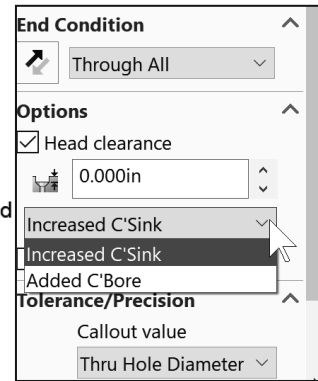 End Condition
Through All
Options
Head clearance
0.000in
d
Increased C'Sink
Increased C'Sink
Added C'Bore
Tolerance/Precision
Callout value
Thru Hole Diameter